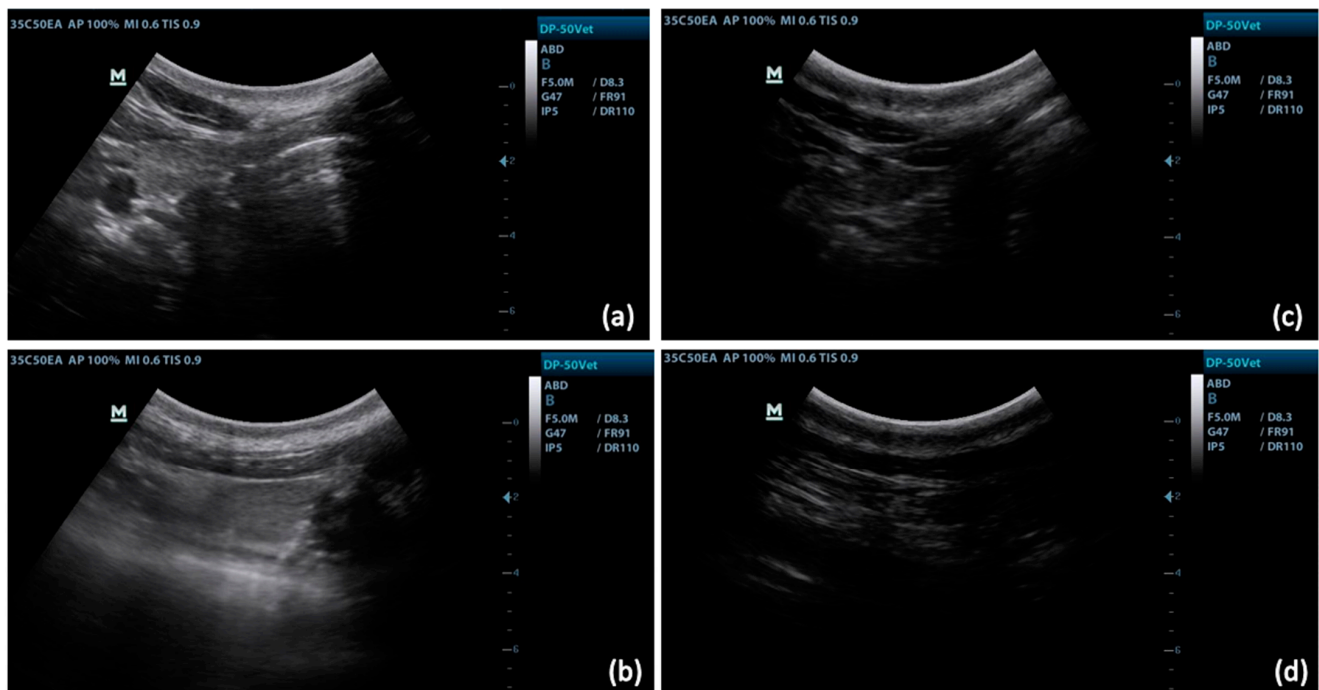 35C50EA AP 100% MI 0.6 TIS 0.9
DP-50Vet
M
ABD
B
F5.0M / D8.3
G47 / FR91
IP5 / DR110
0
2
4
6
(a)
35C50EA AP 100% MI 0.6 TIS 0.9
DP-50Vet
M
ABD
B
F5.0M / D8.3
G47 / FR91
IP5 / DR110
0
2
4
6
(c)
35C50EA AP 100% MI 0.6 TIS 0.9
DP-50Vet
M
ABD
B
F5.0M / D8.3
G47 / FR91
IP5 / DR110
0
2
4
6
(b)
35C50EA AP 100% MI 0.6 TIS 0.9
DP-50Vet
M
ABD
B
F5.0M / D8.3
G47 / FR91
IP5 / DR110
0
2
4
6
(d)